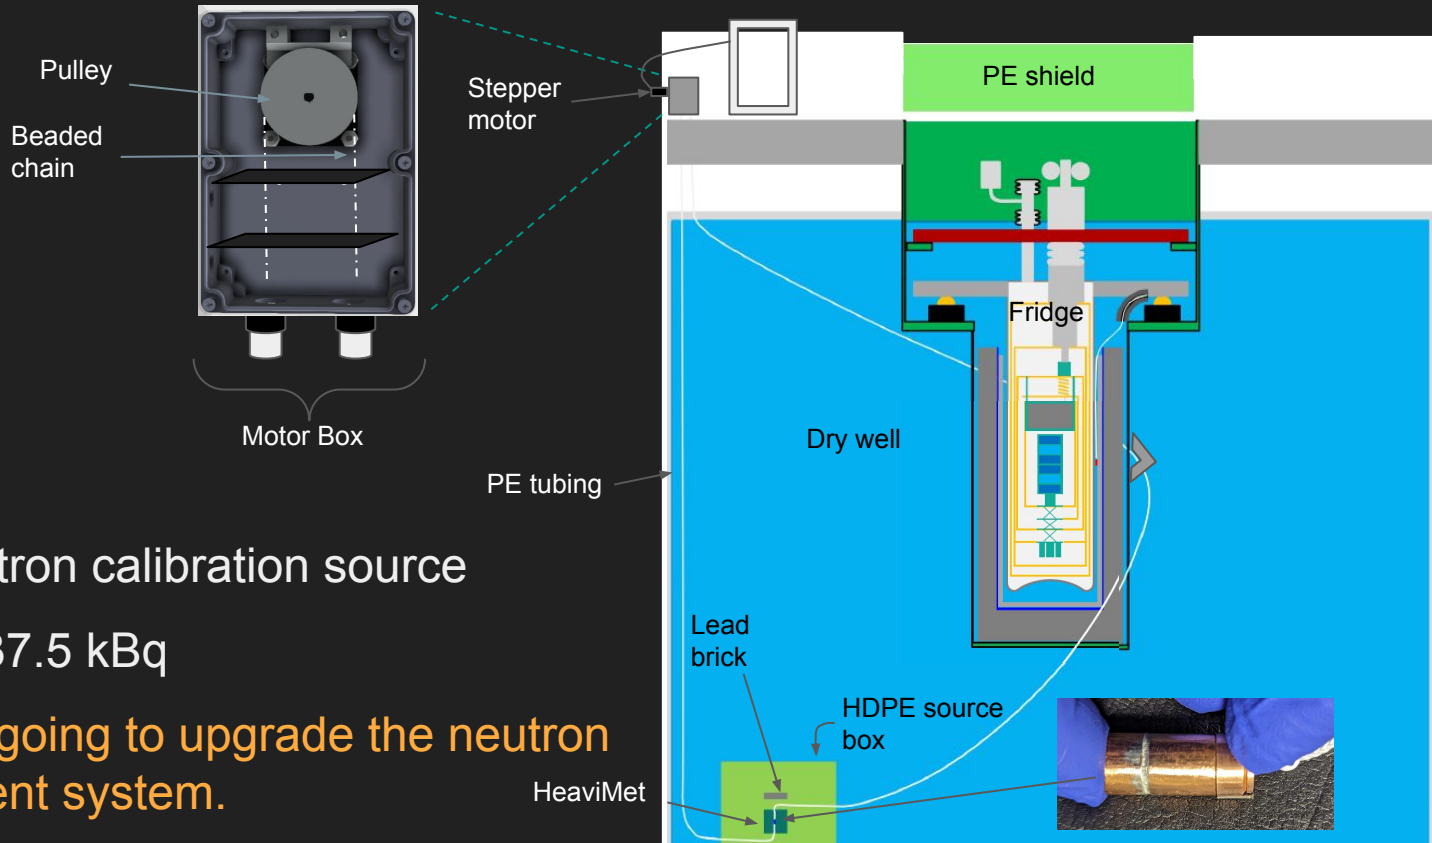 Pulley
Beaded
chain
Motor Box
Stepper
motor
PE shield
Fridge
Dry well
PE tubing
Lead
brick
HDPE source
box
HeaviMet
tron calibration source
37.5 kBq
going to upgrade the neutron
ent system.